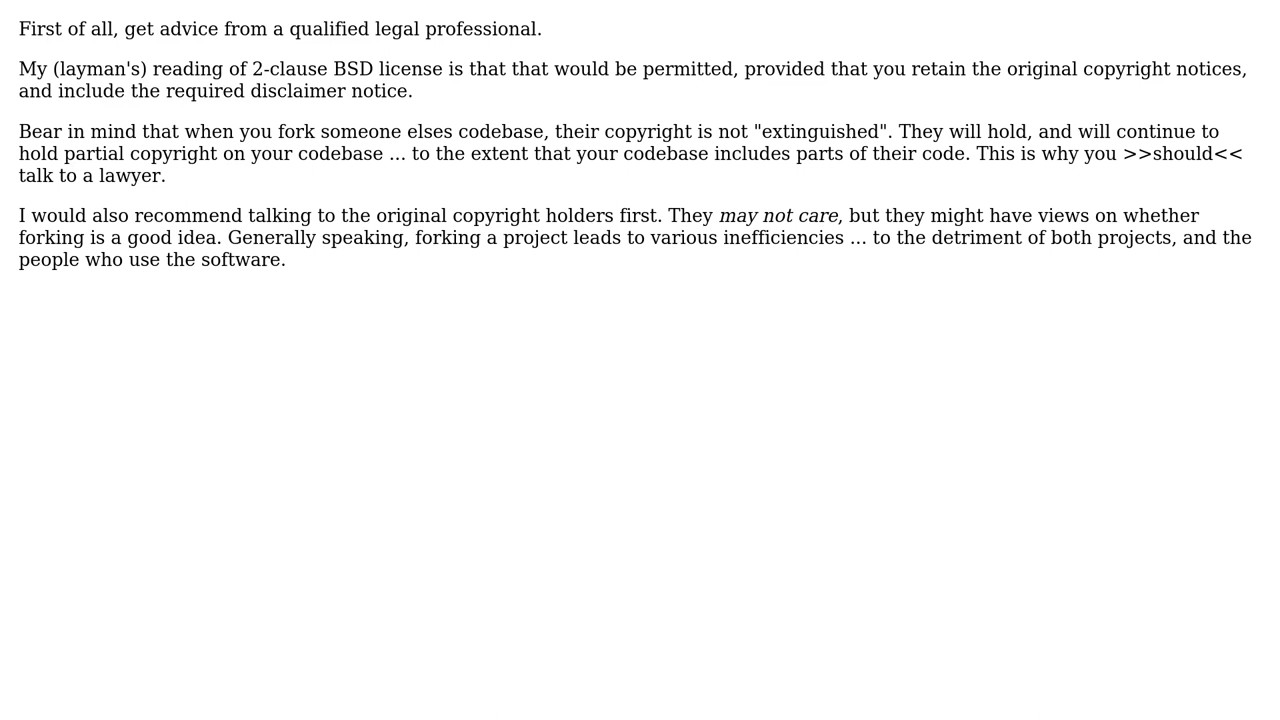 First of all, get advice from a qualified legal professional.
My (layman's) reading of 2-clause BSD license is that that would be permitted, provided that you retain the original copyright notices,
and include the required disclaimer notice.
Bear in mind that when you fork someone elses codebase, their copyright is not "extinguished". They will hold, and will continue to
hold partial copyright on your codebase ... to the extent that your codebase includes parts of their code. This is why you >>should<<
talk to a lawyer.
I would also recommend talking to the original copyright holders first. They may not care, but they might have views on whether
forking is a good idea. Generally speaking, forking a project leads to various inefficiencies ... to the detriment of both projects, and the
people who use the software.